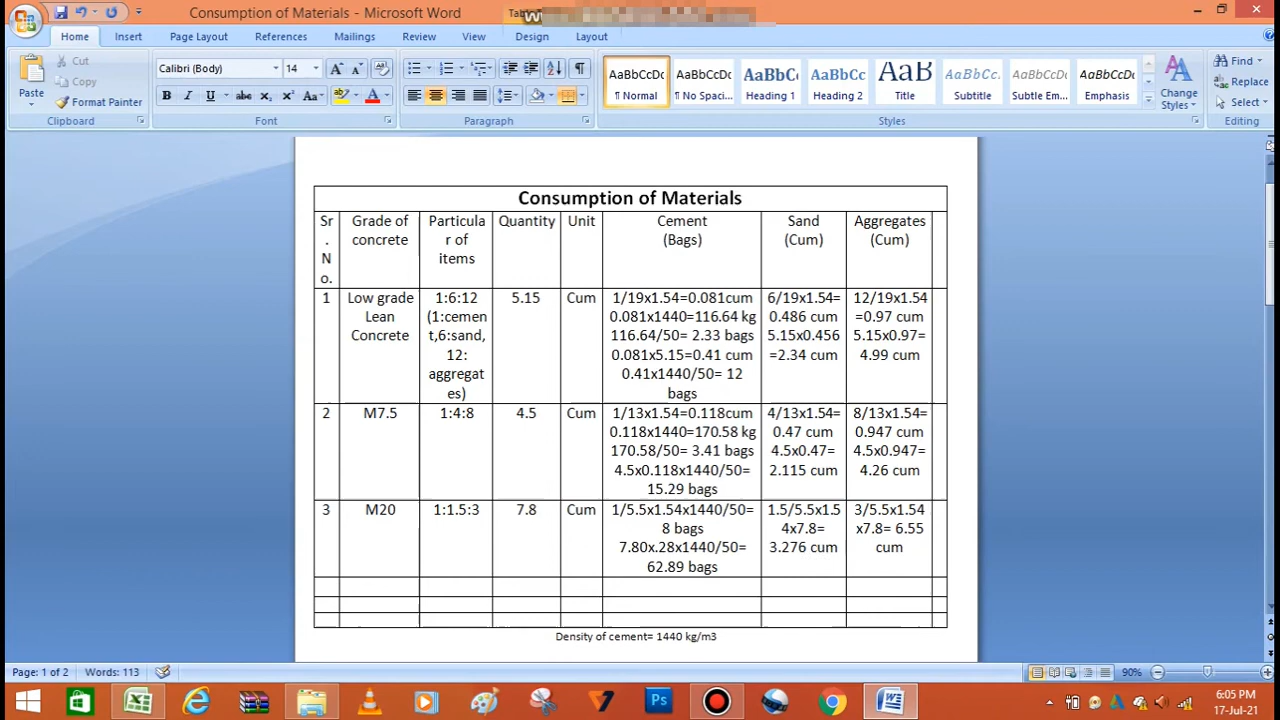 Consumption of Materials - Microsoft Word
Home Insert Page Layout References Mailings Review View Design Layout
Paste
Cut
Copy
Format Painter
Clipboard
Calibri (Body) 14
Font
Paragraph
AaBbCcDc AaBbCcDc AaBbC AaBbCc AaB AaBbCc. AaBbCcDc AaBbCcDc
¶ Normal ¶ No Spaci... Heading 1 Heading 2 Title Subtitle Subtle Em... Emphasis
Change
Styles
Styles
Find
Replace
Select
Editing
Consumption of Materials
Sr
.
N
o.
Grade of
concrete
Particula
r of
items
Quantity
Unit
Cement
(Bags)
Sand
(Cum)
Aggregates
(Cum)
1
Low grade
Lean
Concrete
1:6:12
(1:cemen
t,6:sand,
12:
aggregat
es)
5.15
Cum
1/19x1.54=0.081cum
0.081x1440=116.64 kg
116.64/50= 2.33 bags
0.081x5.15=0.41 cum
0.41x1440/50= 12
bags
6/19x1.54=
0.486 cum
5.15x0.456
=2.34 cum
12/19x1.54
=0.97 cum
5.15x0.97=
4.99 cum
2
M7.5
1:4:8
4.5
Cum
1/13x1.54=0.118cum
0.118x1440=170.58 kg
170.58/50= 3.41 bags
4.5x0.118x1440/50=
15.29 bags
4/13x1.54=
0.47 cum
4.5x0.47=
2.115 cum
8/13x1.54=
0.947 cum
4.5x0.947=
4.26 cum
3
M20
1:1.5:3
7.8
Cum
1/5.5x1.54x1440/50=
8 bags
7.80x.28x1440/50=
62.89 bags
1.5/5.5x1.5
4x7.8=
3.276 cum
3/5.5x1.54
x7.8= 6.55
cum
Density of cement= 1440 kg/m3
Page: 1 of 2 Words: 113 90%
6:05 PM
17-Jul-21